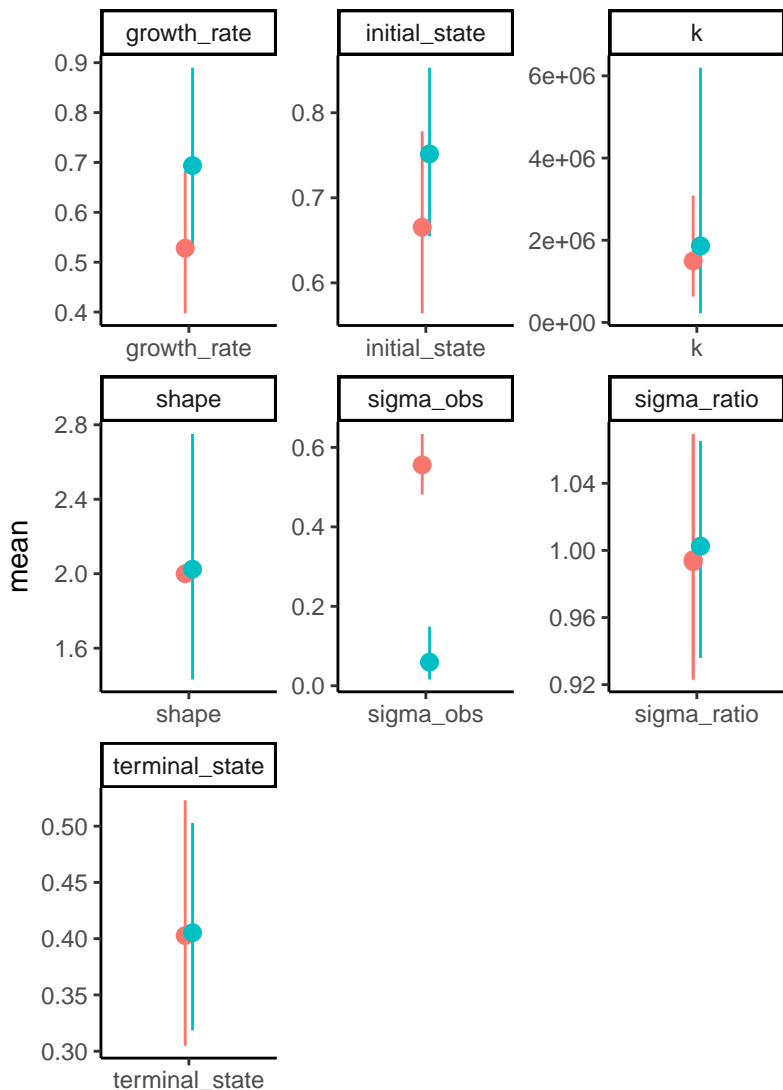 mean
growth_rate
0.9
0.8
0.7
0.6
0.5
0.4
growth_rate
initial_state
0.8
0.7
0.6
initial_state
k
6e+06
4e+06
2e+06
0e+00
k
shape
2.8
2.4
2.0
1.6
shape
sigma_obs
0.6
0.4
0.2
0.0
sigma_obs
sigma_ratio
1.04
1.00
0.96
0.92
sigma_ratio
terminal_state
0.50
0.45
0.40
0.35
0.30
terminal_state